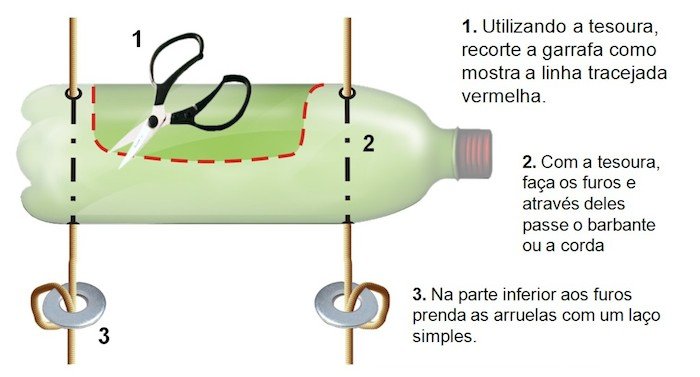 1
1. Utilizando a tesoura,
recorte a garrafa como
mostra a linha tracejada
vermelha.
2
2. Com a tesoura,
faça os furos e
através deles
passe o barbante
ou a corda
3
3. Na parte inferior aos furos
prenda as arruelas com um laço
simples.